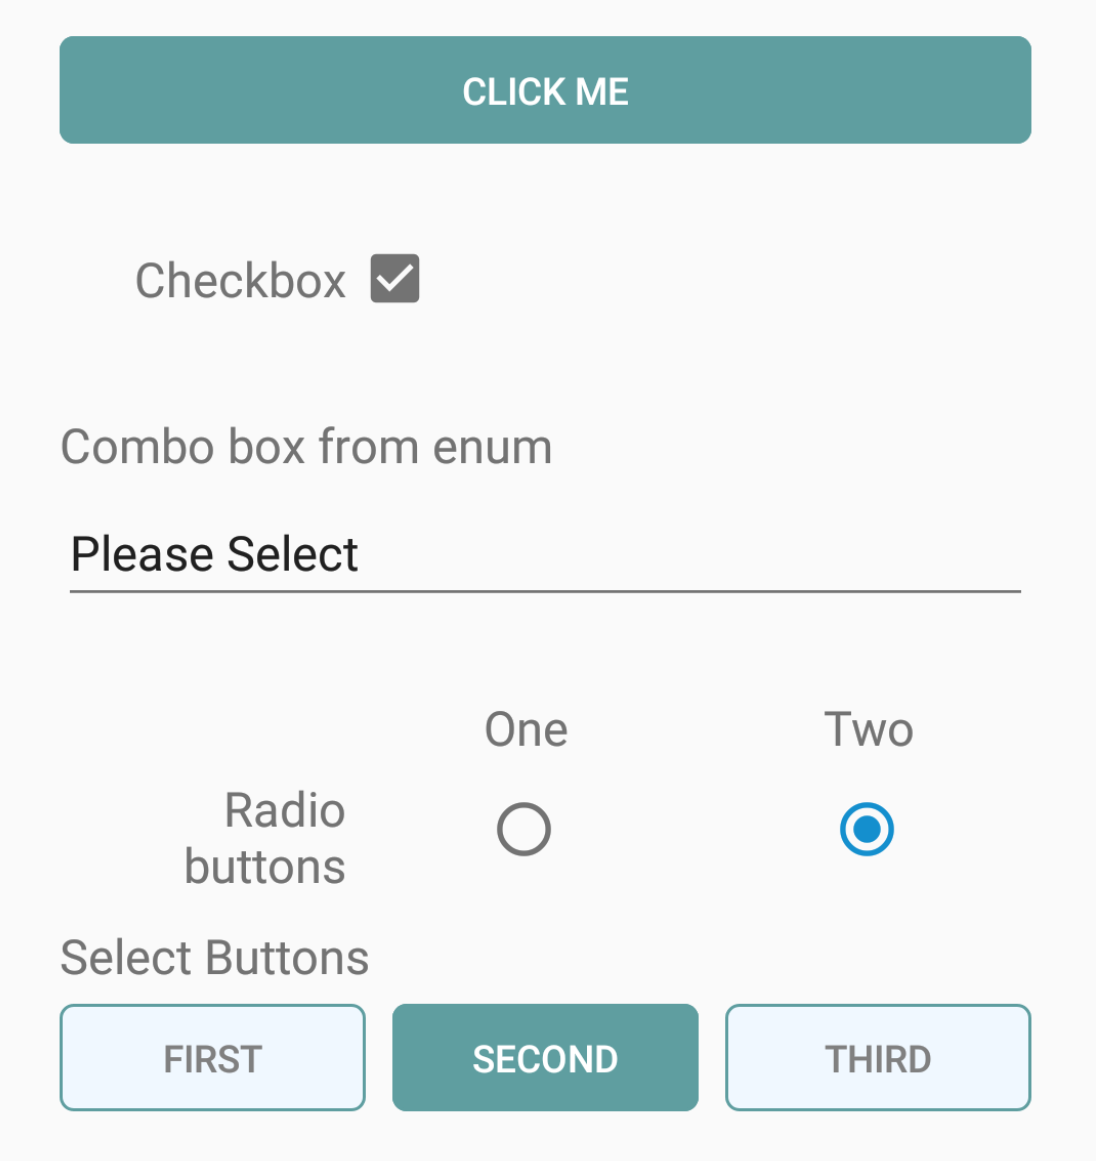 CLICK ME
Checkbox
Combo box from enum
Please Select
One Two
Radio
buttons
Select Buttons
FIRST SECOND THIRD